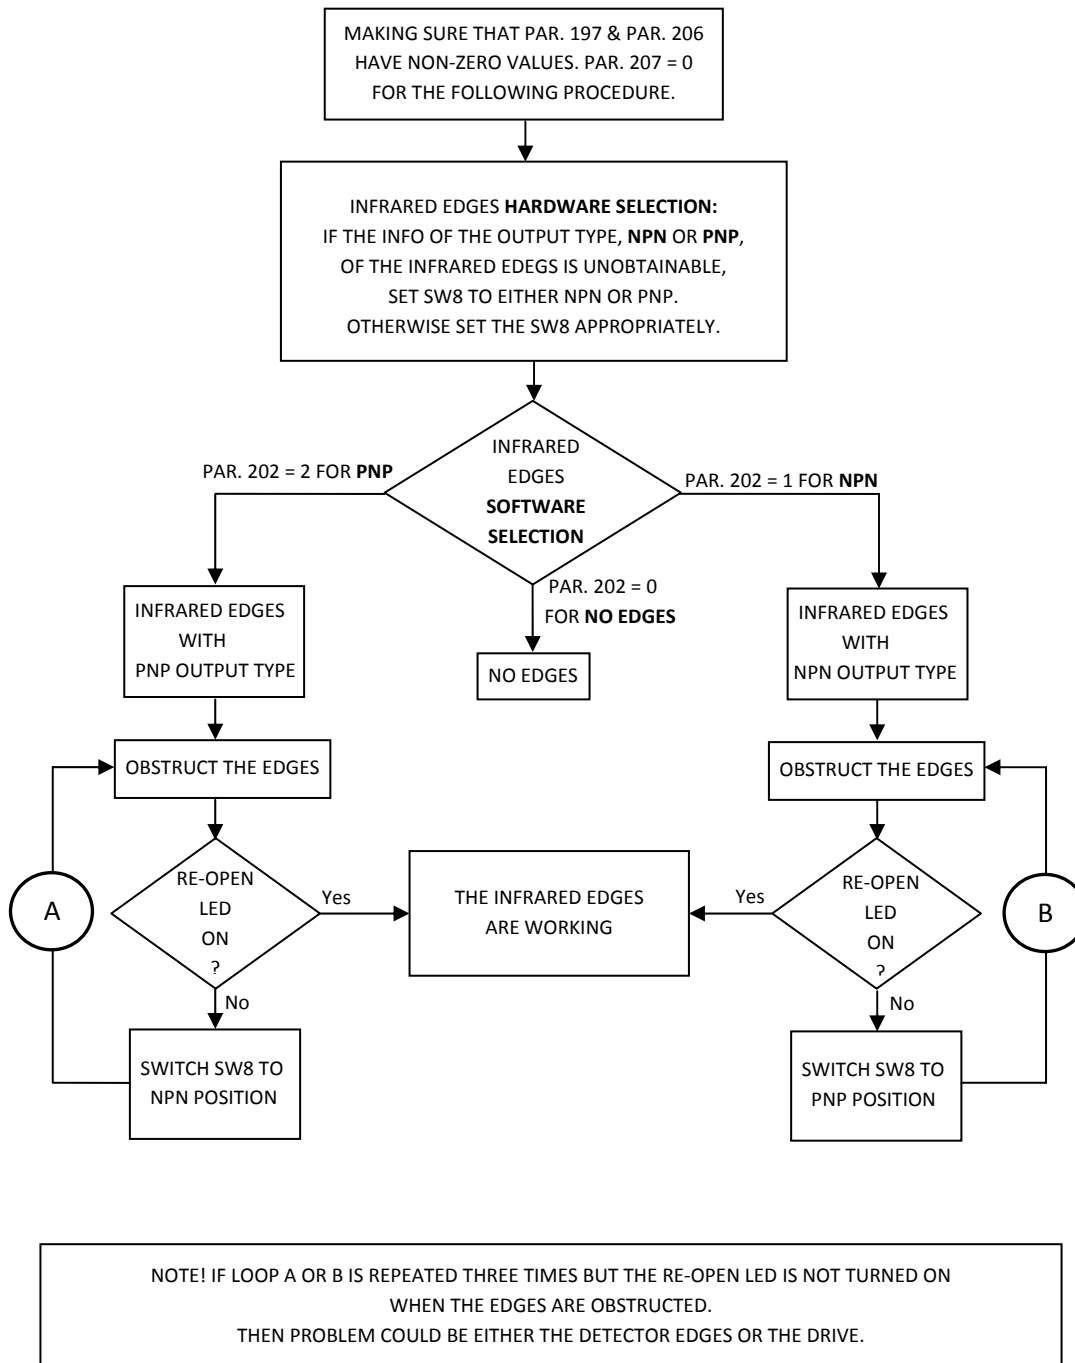 MAKING SURE THAT PAR. 197 & PAR. 206
HAVE NON-ZERO VALUES. PAR. 207 = 0
FOR THE FOLLOWING PROCEDURE.
INFRARED EDGES HARDWARE SELECTION:
IF THE INFO OF THE OUTPUT TYPE, NPN OR PNP,
OF THE INFRARED EDEGS IS UNOBTAINABLE,
SET SW8 TO EITHER NPN OR PNP.
OTHERWISE SET THE SW8 APPROPRIATELY.
INFRARED
EDGES
SOFTWARE
SELECTION
PAR. 202 = 2 FOR PNP
PAR. 202 = 1 FOR NPN
PAR. 202 = 0
FOR NO EDGES
INFRARED EDGES
WITH
PNP OUTPUT TYPE
NO EDGES
INFRARED EDGES
WITH
NPN OUTPUT TYPE
OBSTRUCT THE EDGES
OBSTRUCT THE EDGES
A
RE-OPEN
LED
ON
?
Yes
THE INFRARED EDGES
ARE WORKING
Yes
RE-OPEN
LED
ON
?
B
No
No
SWITCH SW8 TO
NPN POSITION
SWITCH SW8 TO
PNP POSITION
NOTE! IF LOOP A OR B IS REPEATED THREE TIMES BUT THE RE-OPEN LED IS NOT TURNED ON
WHEN THE EDGES ARE OBSTRUCTED.
THEN PROBLEM COULD BE EITHER THE DETECTOR EDGES OR THE DRIVE.